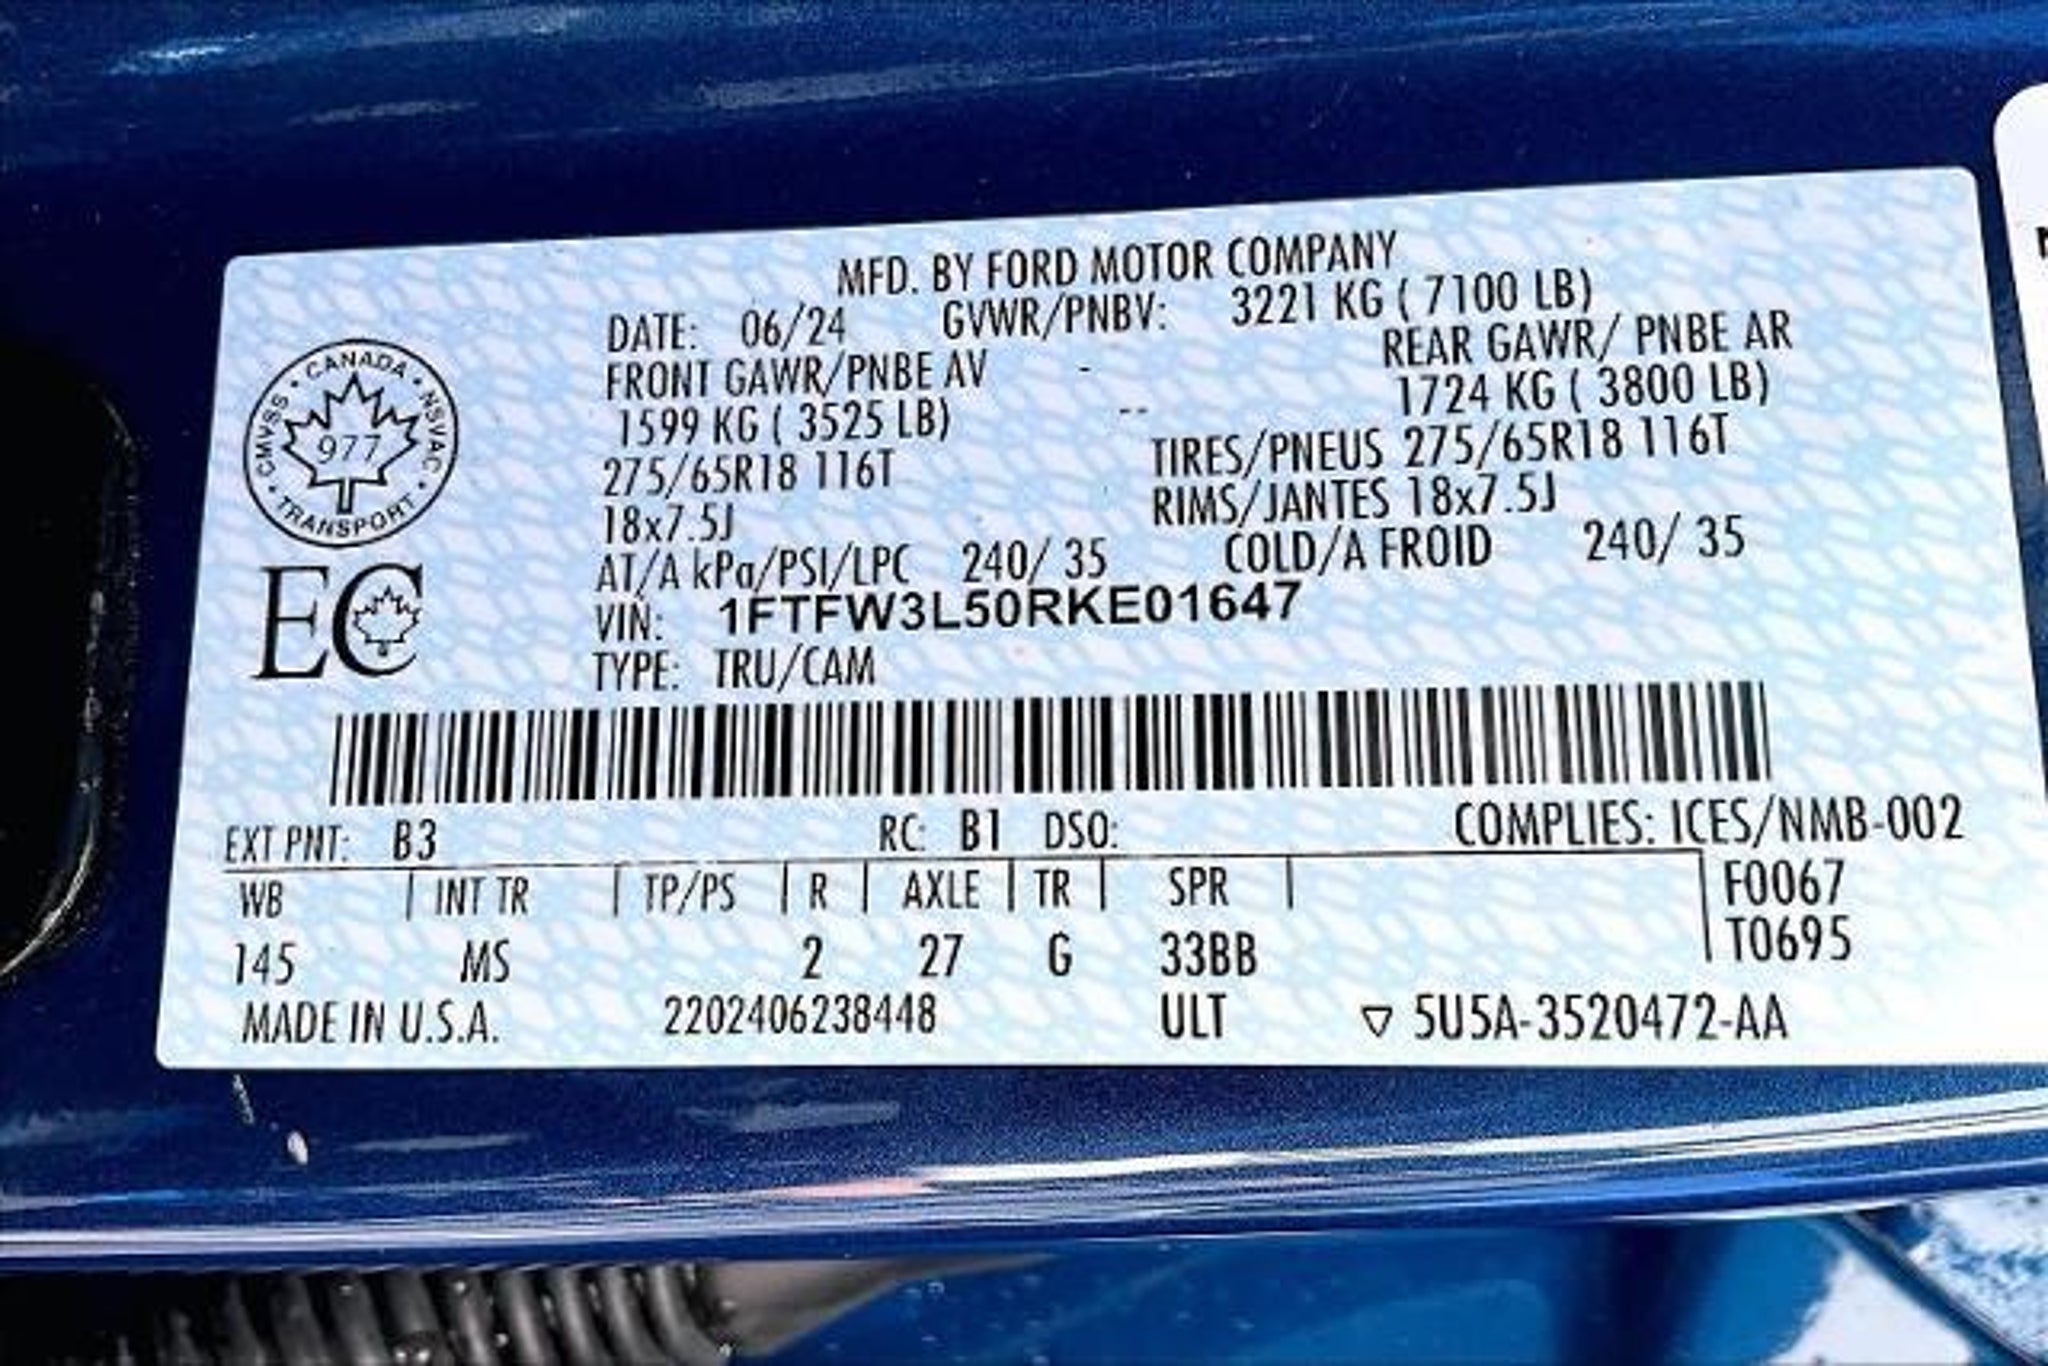 MFD. BY FORD MOTOR COMPANY
DATE: 06/24 GVWR/PNBV: 3221 KG ( 7100 LB)
FRONT GAWR/PNBE AV - REAR GAWR/ PNBE AR
1599 KG ( 3525 LB) -- 1724 KG ( 3800 LB)
275/65R18 116T TIRES/PNEUS 275/65R18 116T
18x7.5J RIMS/JANTES 18x7.5J
AT/A kPa/PSI/LPC 240/ 35 COLD/A FROID 240/ 35
VIN: 1FTFW3L50RKE01647
TYPE: TRU/CAM
CANADA • NSVAC • TRANSPORT • CMVSS •
977
EC
EXT PNT: B3 RC: B1 DSO: COMPLIES: ICES/NMB-002
WB | INT TR | TP/PS | R | AXLE | TR | SPR | F0067
T0695
145 MS 2 27 G 33BB
MADE IN U.S.A. 2202406238448 ULT ▽ 5U5A-3520472-AA